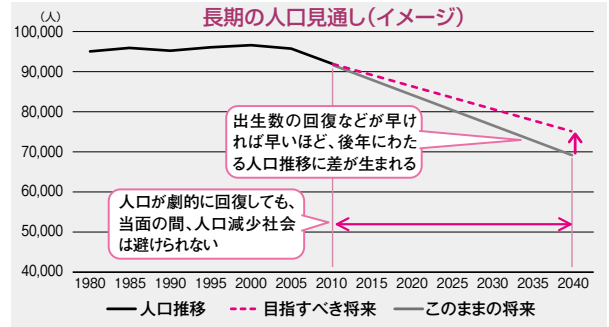 長期の人口見通し(イメージ)
(人)
100,000
90,000
80,000
70,000
60,000
50,000
40,000
出生数の回復などが早け
れば早いほど、後年にわた
る人口推移に差が生まれる
人口が劇的に回復しても、
当面の間、人口減少社会
は避けられない
1980 1985 1990 1995 2000 2005 2010 2015 2020 2025 2030 2035 2040
人口推移 目指すべき将来 このままの将来